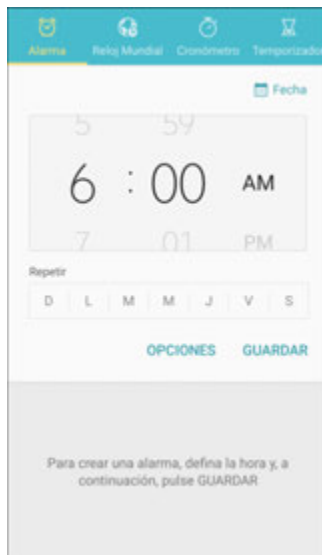 Alarma Reloj Mundial Cronómetro Temporizador
Fecha
5 59
6 : 00 AM
7 01 PM
Repetir
D L M M J V S
OPCIONES GUARDAR
Para crear una alarma, defina la hora y, a
continuación, pulse GUARDAR